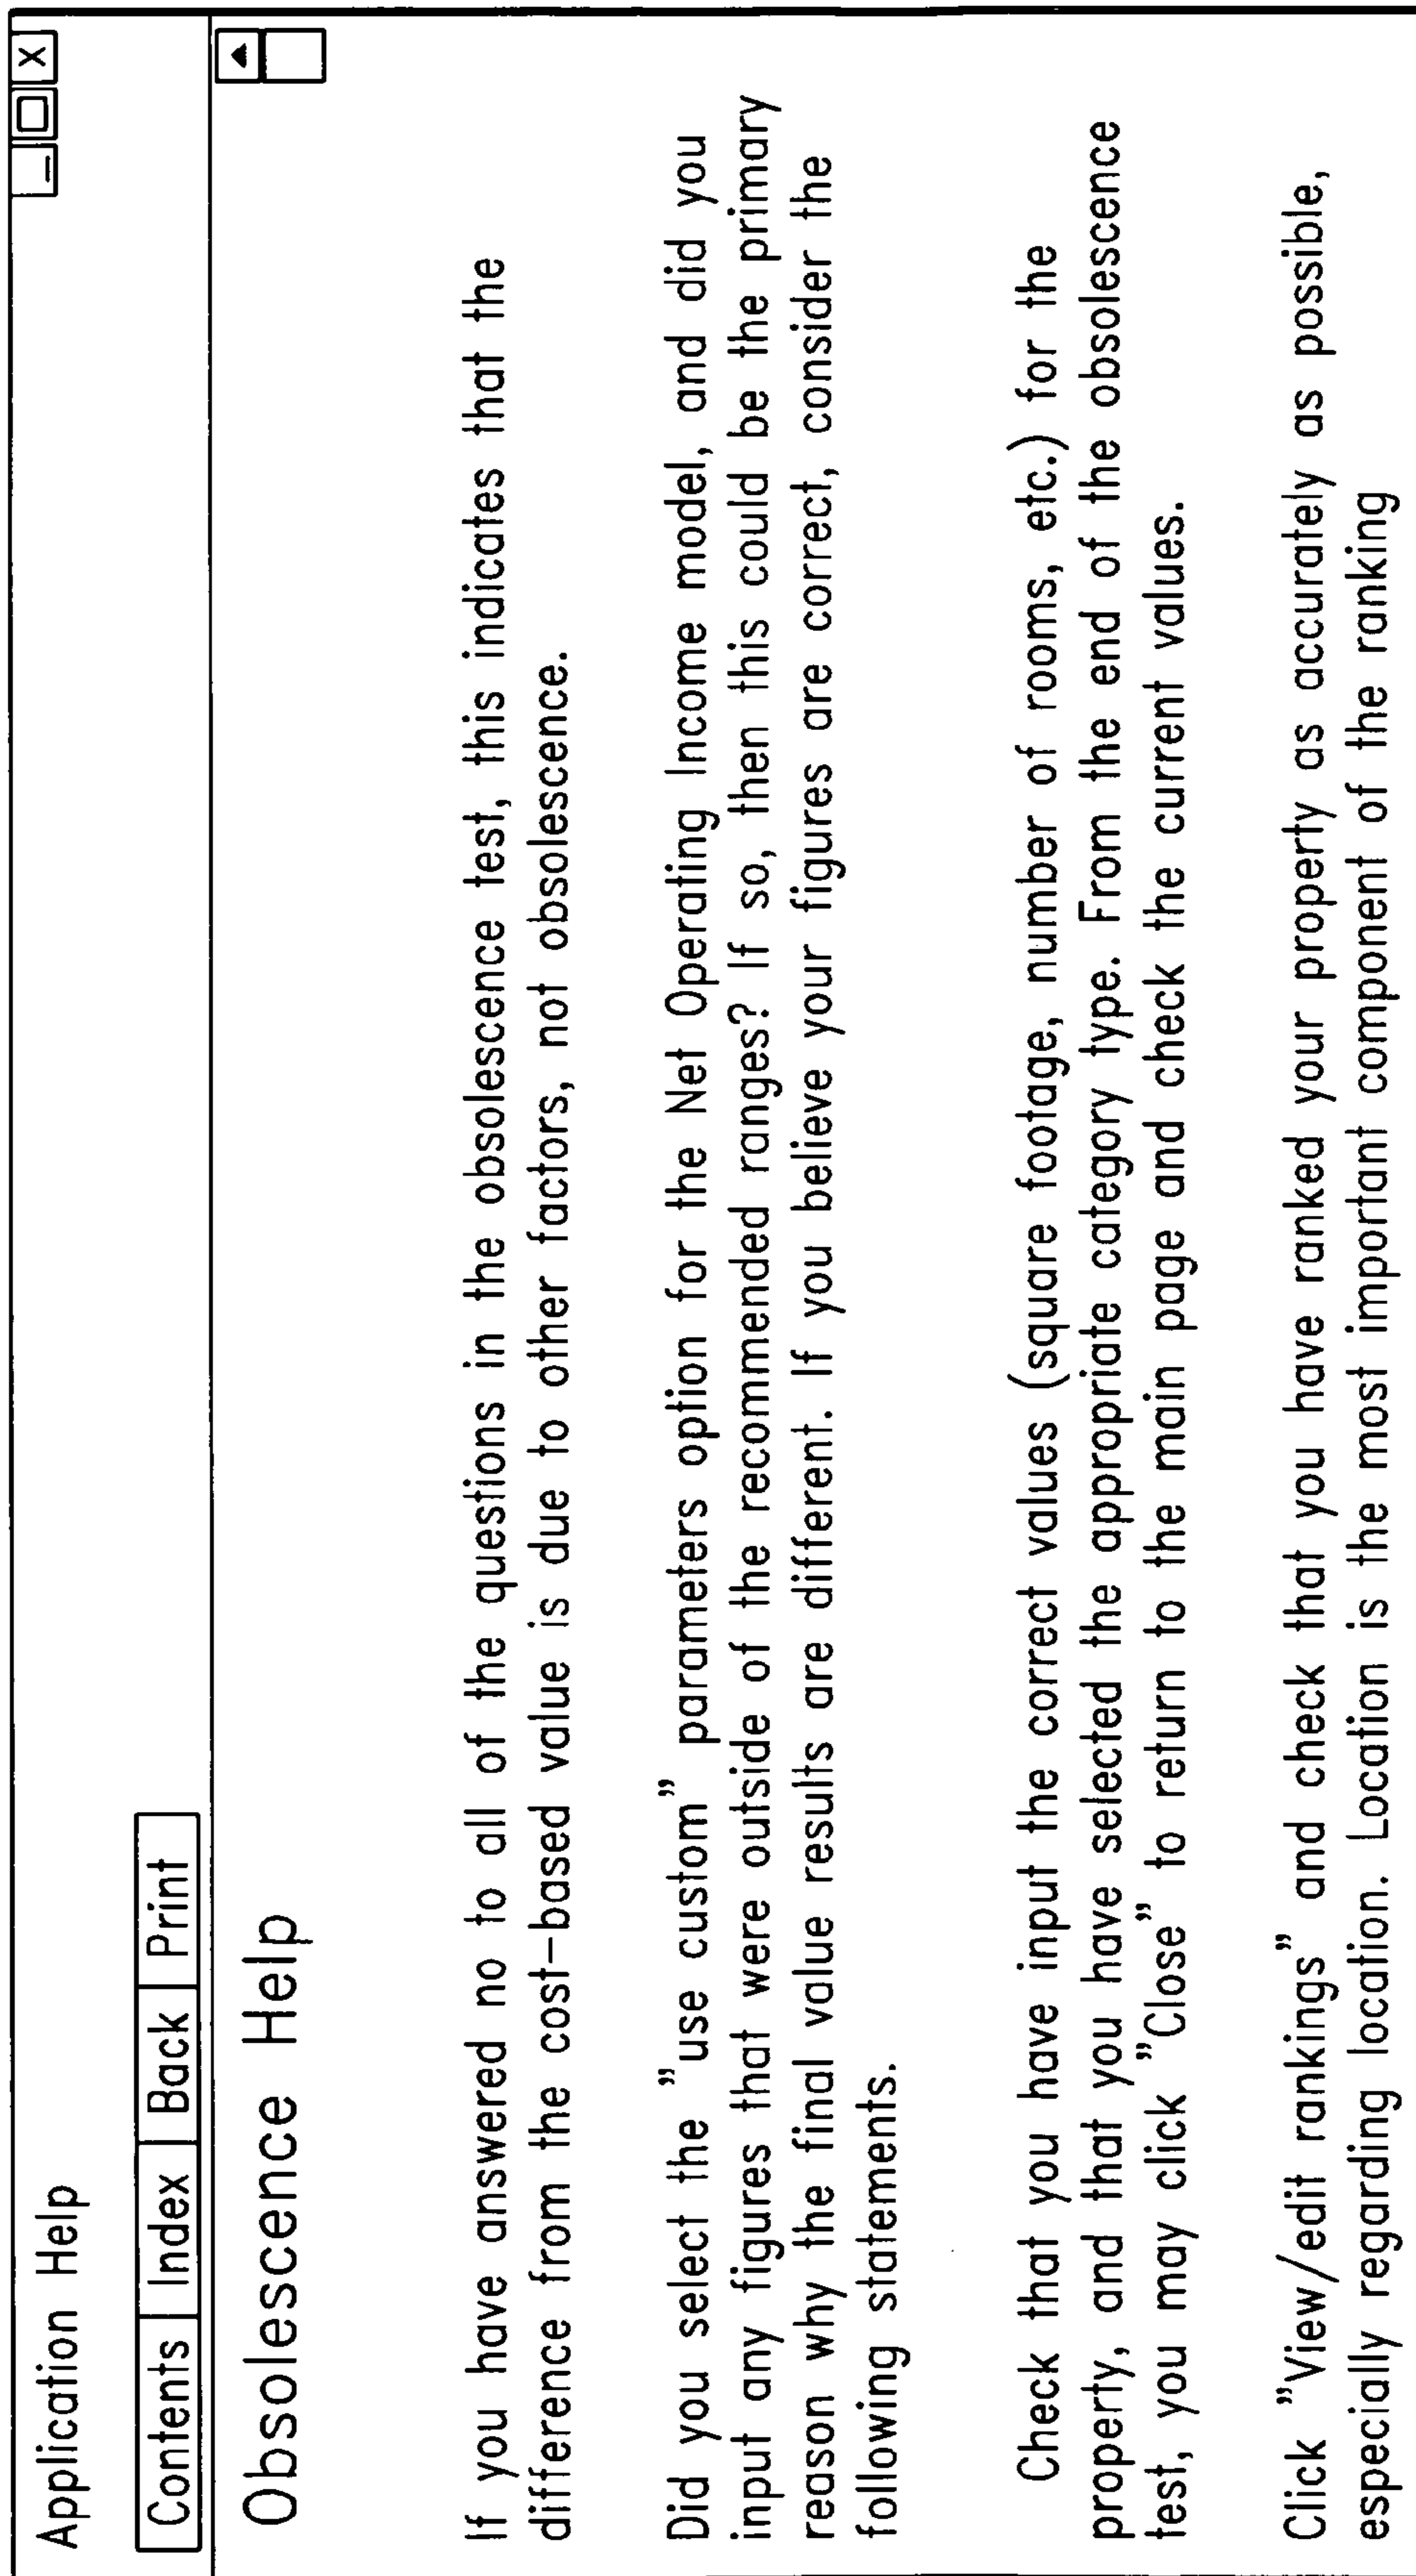 Application Help
_ □ X
Contents Index Back Print
Obsolescence Help
If you have answered no to all of the questions in the obsolescence test, this indicates that the
difference from the cost-based value is due to other factors, not obsolescence.
Did you select the "use custom" parameters option for the Net Operating Income model, and did you
input any figures that were outside of the recommended ranges? If so, then this could be the primary
reason why the final value results are different. If you believe your figures are correct, consider the
following statements.
Check that you have input the correct values (square footage, number of rooms, etc.) for the
property, and that you have selected the appropriate category type. From the end of the obsolescence
test, you may click "Close" to return to the main page and check the current values.
Click "View/edit rankings" and check that you have ranked your property as accurately as possible,
especially regarding location. Location is the most important component of the ranking